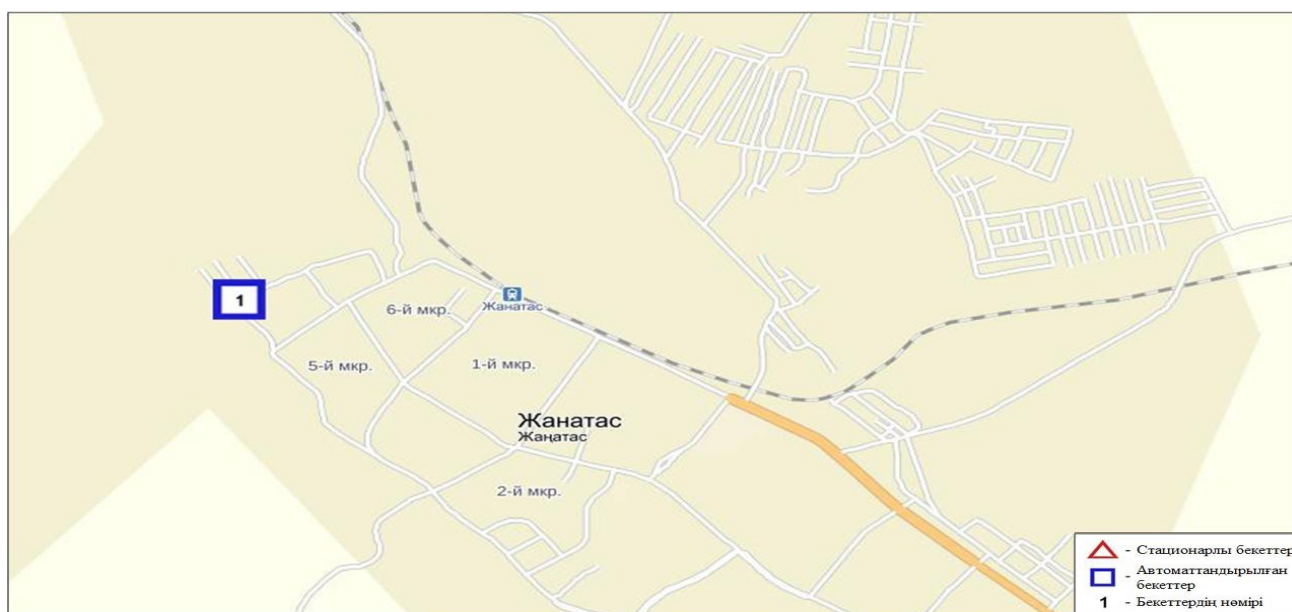 1
Жанатас
6-й мкр.
5-й мкр.
1-й мкр.
Жанатас
Жаңатас
2-й мкр.
- Стационарлы бекеттер
- Автоматтандырылған
бекеттер
1 - Бекеттердің нөмірі